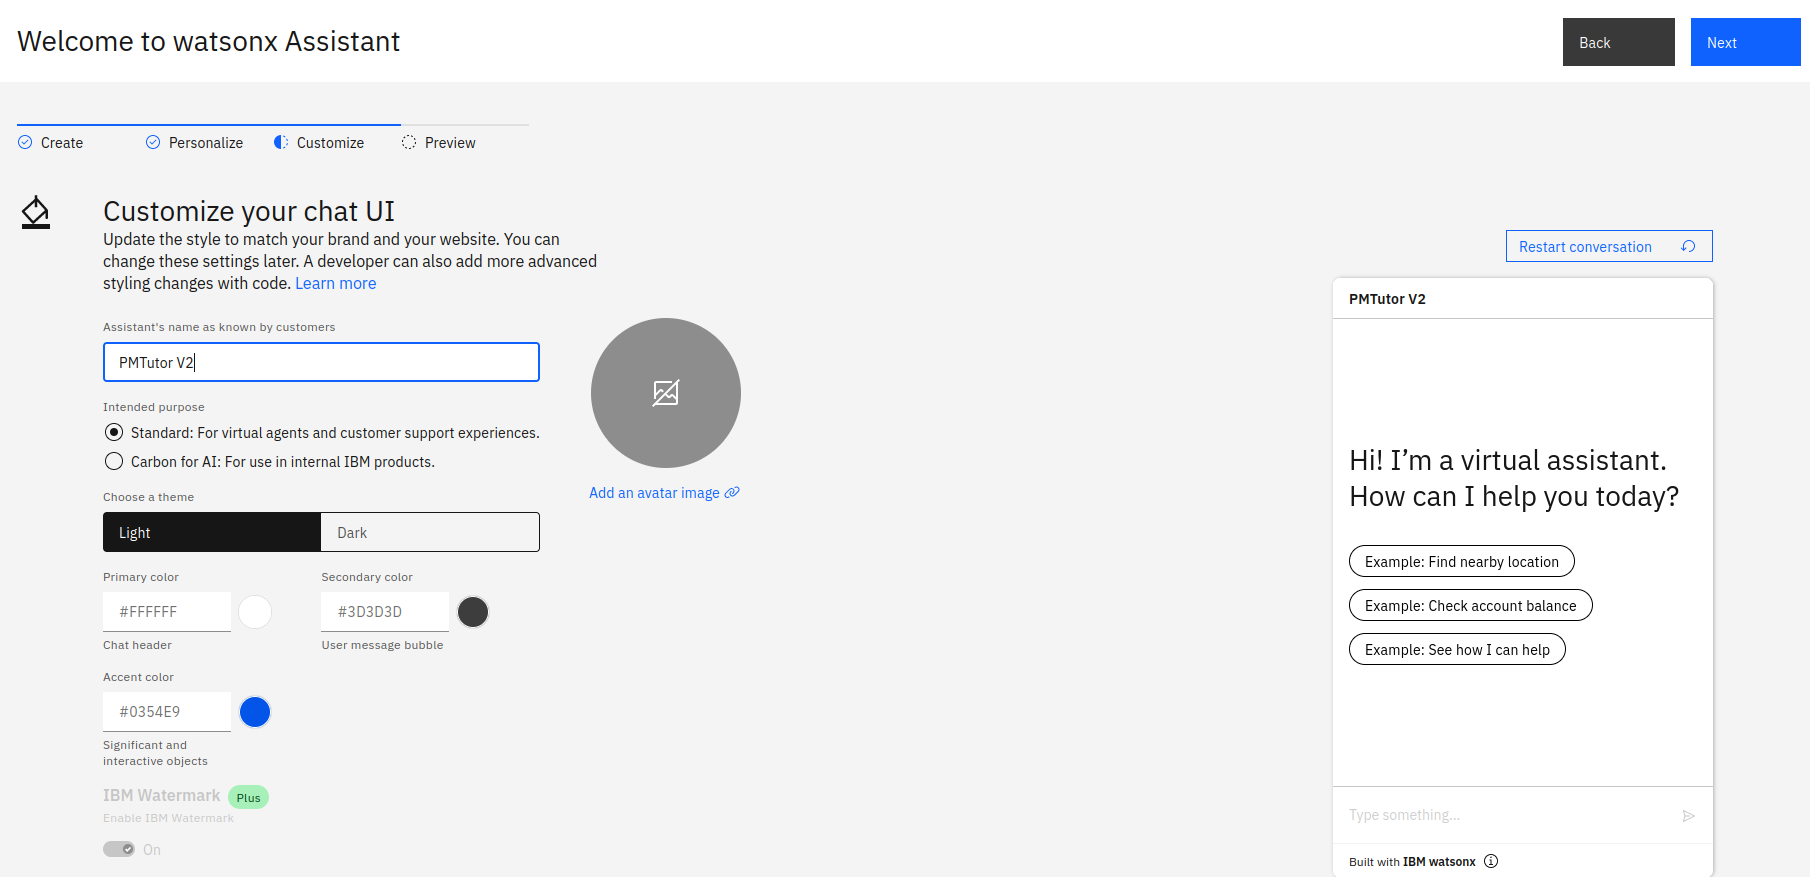 Welcome to watsonx Assistant
Back
Next
Create
Personalize
Customize
Preview
Customize your chat UI
Update the style to match your brand and your website. You can
change these settings later. A developer can also add more advanced
styling changes with code. Learn more
Assistant's name as known by customers
PMTutor V2
Intended purpose
Standard: For virtual agents and customer support experiences.
Carbon for AI: For use in internal IBM products.
Choose a theme
Light
Dark
Primary color
Secondary color
#FFFFFF
#3D3D3D
Chat header
User message bubble
Accent color
#0354E9
Significant and
interactive objects
IBM Watermark
Plus
Enable IBM Watermark
On
Add an avatar image
Restart conversation
PMTutor V2
Hi! I’m a virtual assistant.
How can I help you today?
Example: Find nearby location
Example: Check account balance
Example: See how I can help
Type something...
Built with IBM watsonx